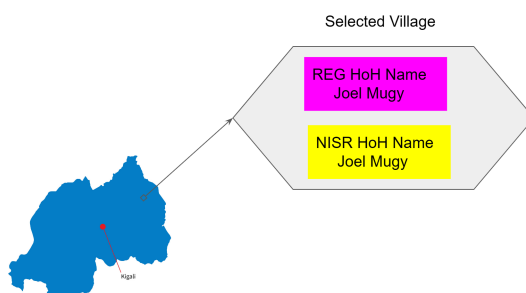 Selected Village
REG HoH Name
Joel Mugy
NISR HoH Name
Joel Mugy
Kigali